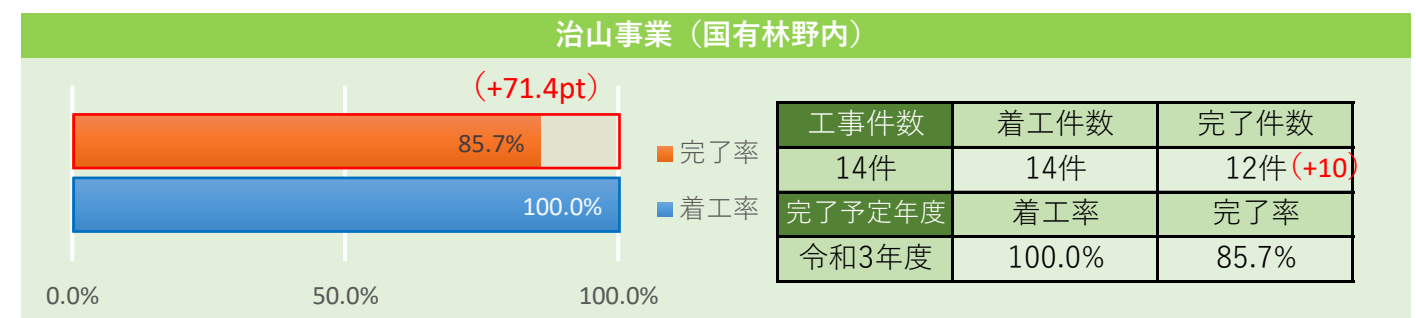 治山事業（国有林野内）
（+71.4pt）
85.7%
100.0%
0.0%
50.0%
100.0%
完了率
着工率
工事件数 着工件数 完了件数
14件 14件 12件（+10）
完了予定年度 着工率 完了率
令和3年度 100.0% 85.7%